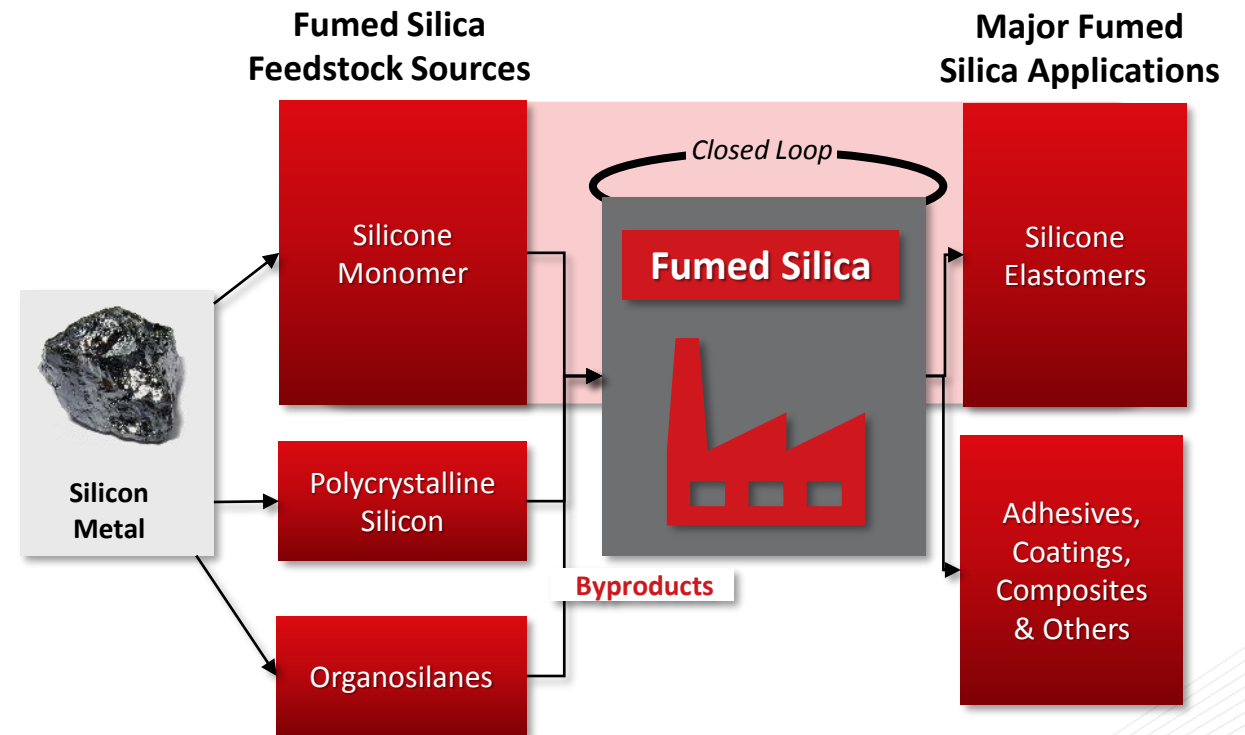 Fumed Silica
Feedstock Sources
Major Fumed
Silica Applications
Closed Loop
Silicone
Monomer
Fumed Silica
Silicone
Elastomers
Silicon
Metal
Polycrystalline
Silicon
Byproducts
Organosilanes
Adhesives,
Coatings,
Composites
& Others